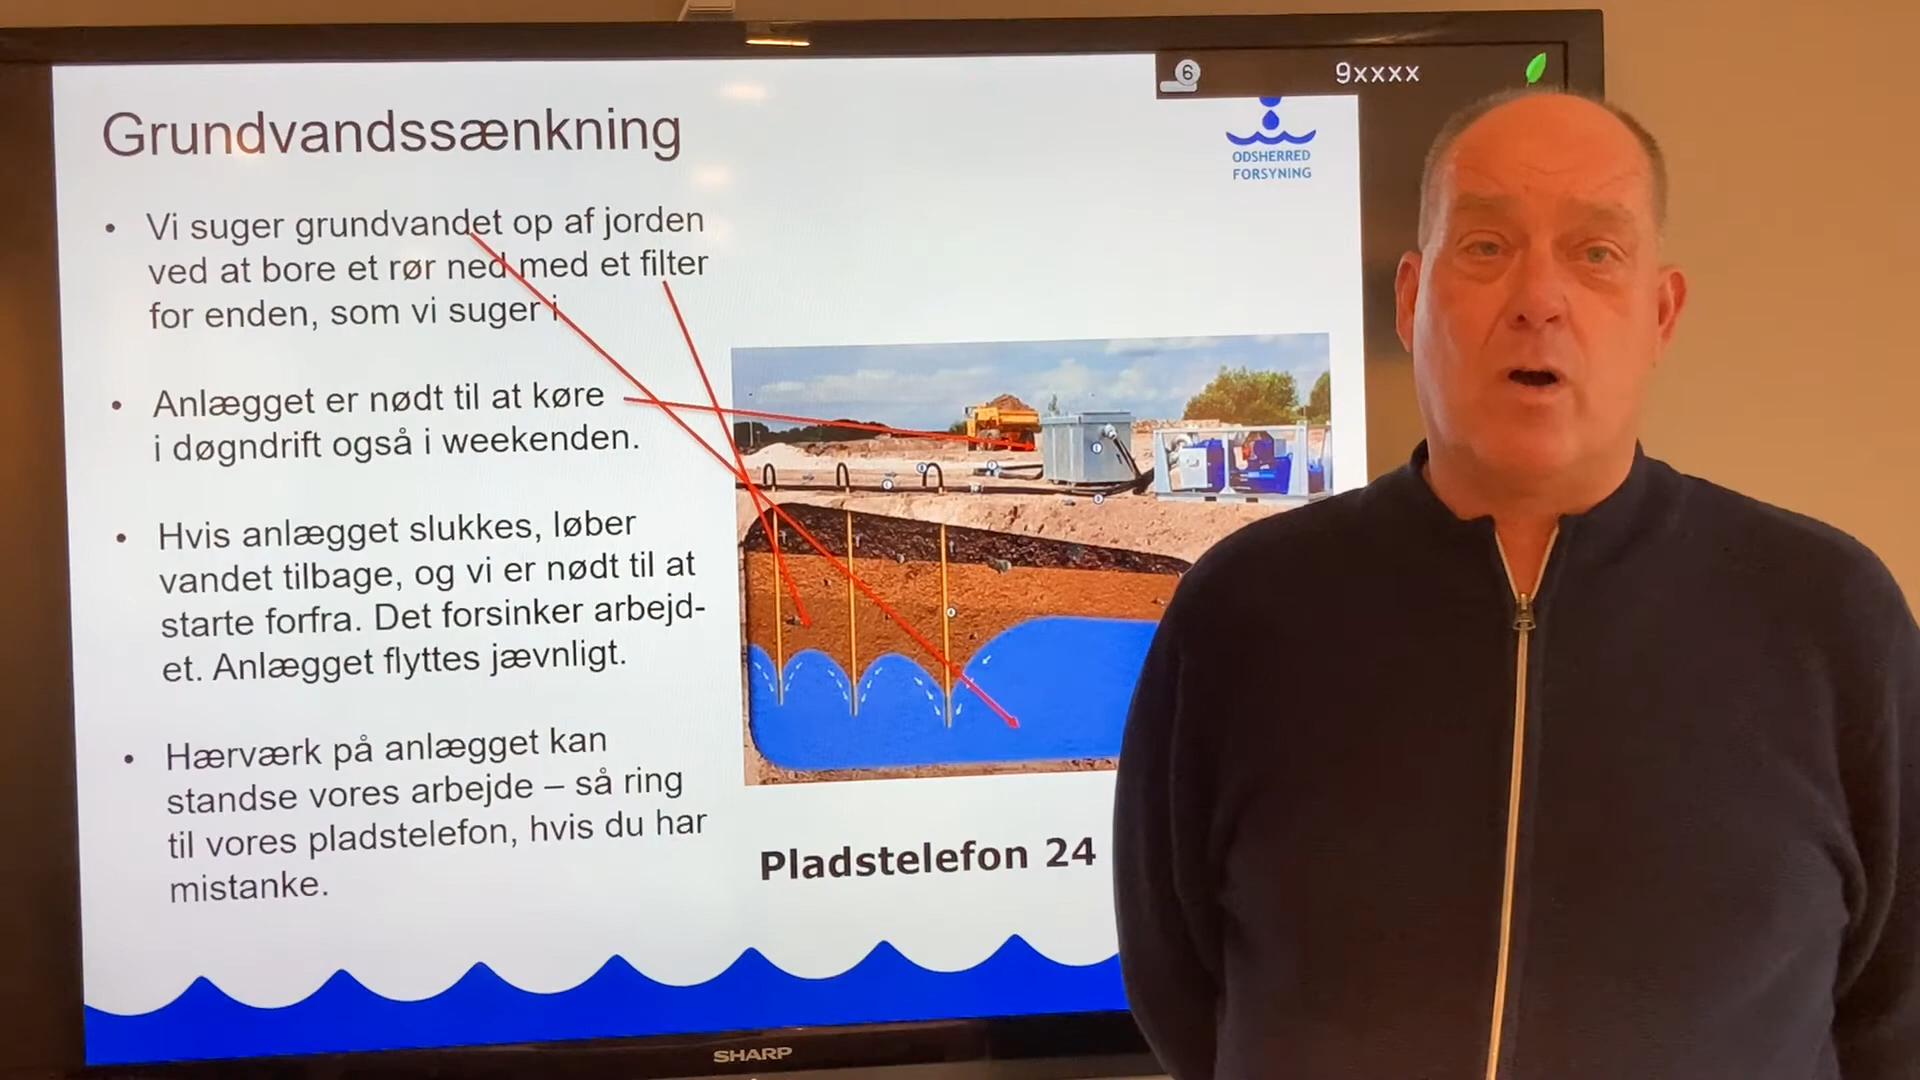 6 9xxxx
Grundvandssænkning
ODSHERRED
FORSYNING
• Vi suger grundvandet op af jorden
ved at bore et rør ned med et filter
for enden, som vi suger i
• Anlægget er nødt til at køre
i døgndrift også i weekenden.
• Hvis anlægget slukkes, løber
vandet tilbage, og vi er nødt til at
starte forfra. Det forsinker arbejd-
et. Anlægget flyttes jævnligt.
• Hærværk på anlægget kan
standse vores arbejde – så ring
til vores pladstelefon, hvis du har
mistanke.
Pladstelefon 24
SHARP